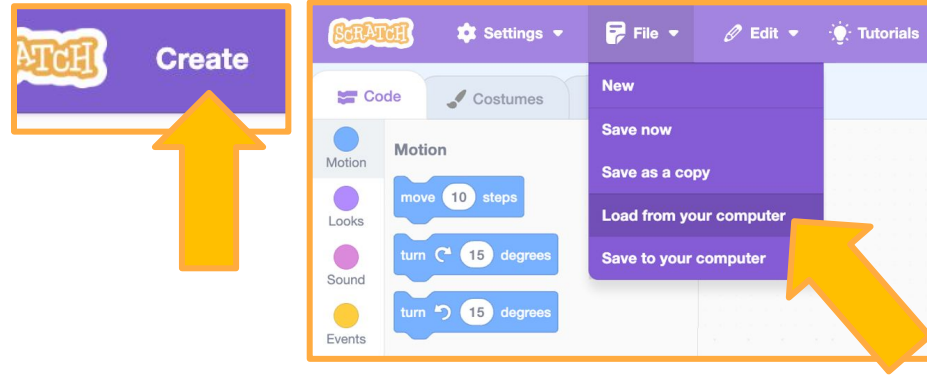 ATCH Create
SCRATCH Settings File Edit Tutorials
Code Costumes
New
Save now
Save as a copy
Load from your computer
Save to your computer
Motion
Looks
Sound
Events
Motion
move 10 steps
turn 15 degrees
turn 15 degrees